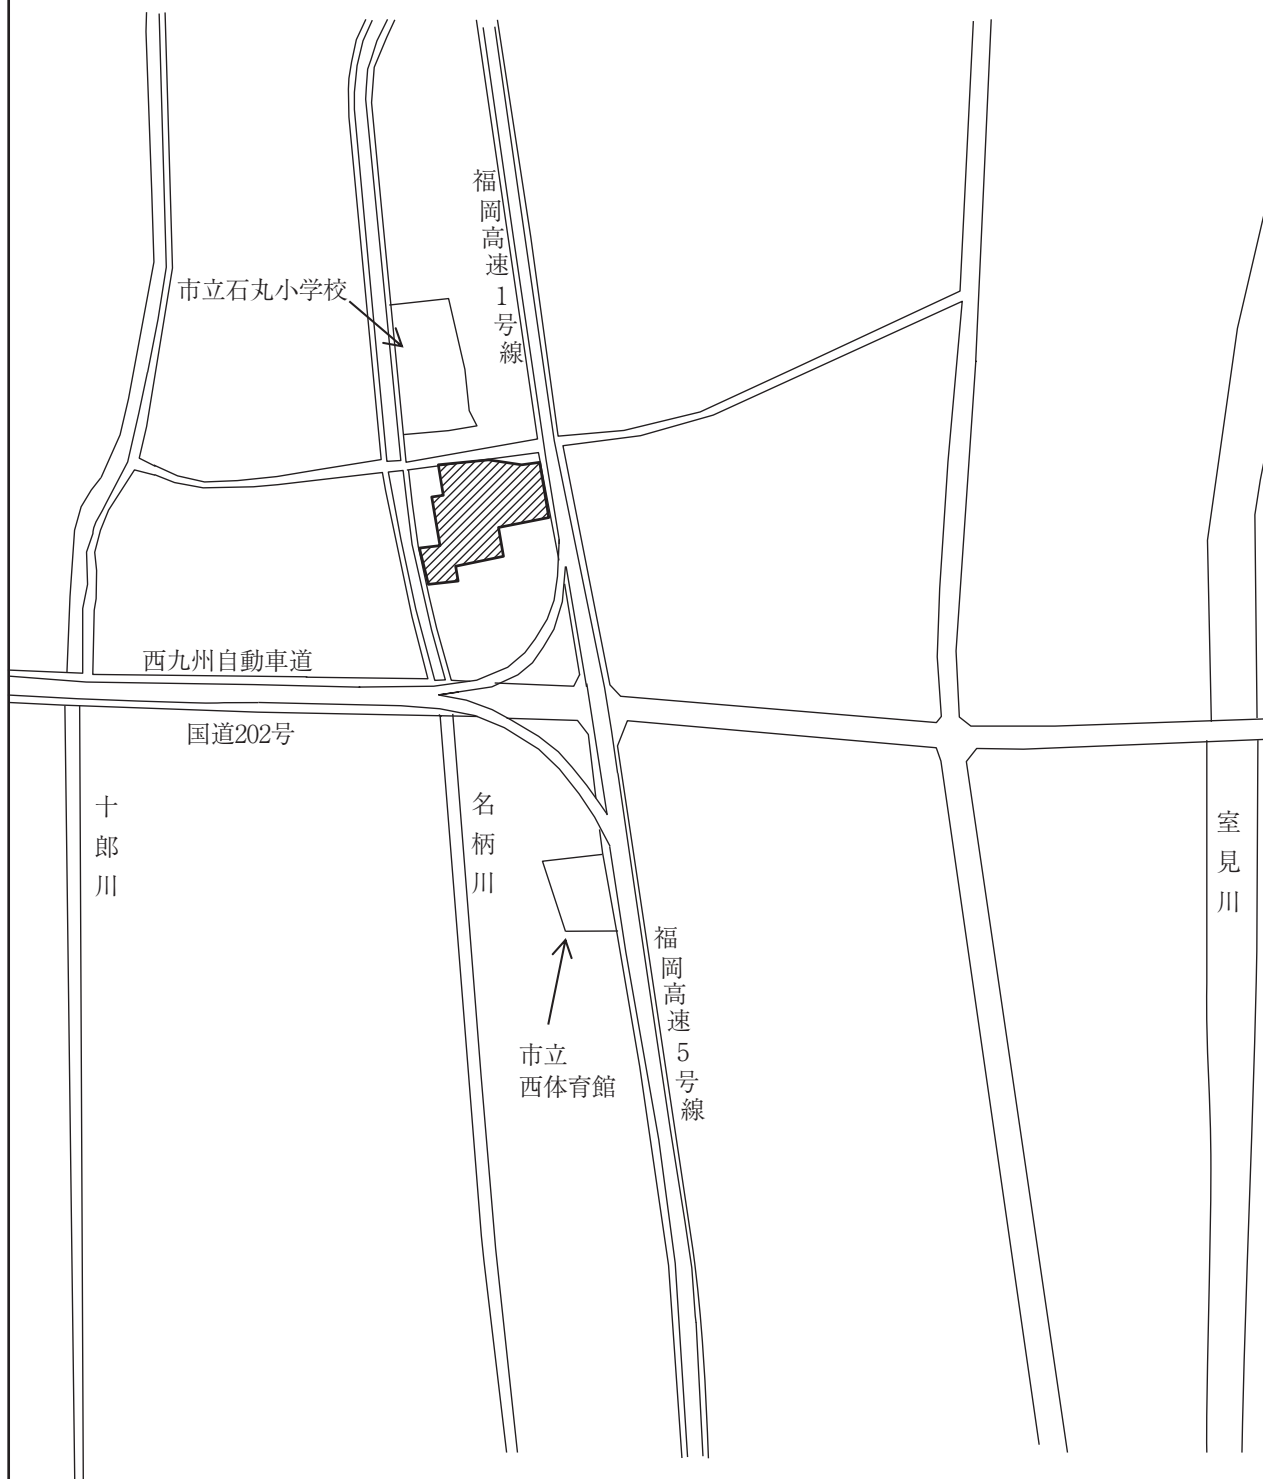 福岡高速1号線
市立石丸小学校
西九州自動車道
国道202号
十郎川
名柄川
室見川
福岡高速5号線
市立
西体育館